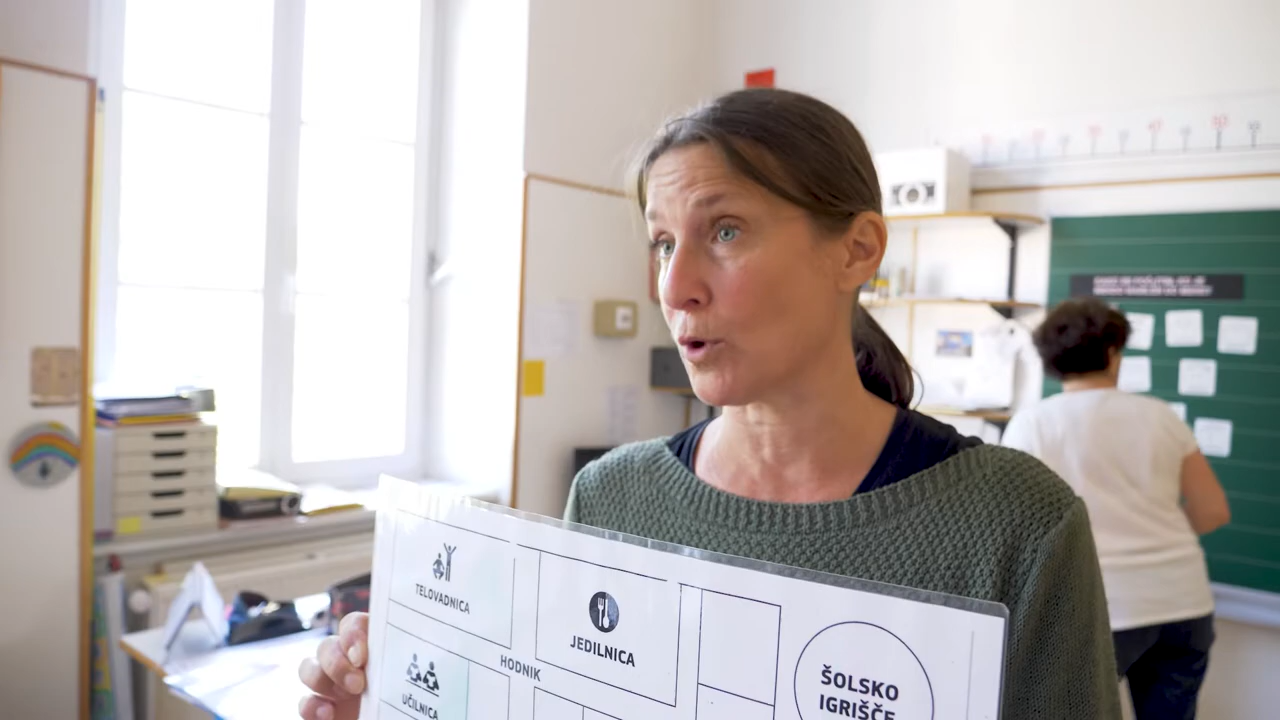 TELOVADNICA
JEDILNICA
HODNIK
UČILNICA
ŠOLSKO
IGRIŠČE